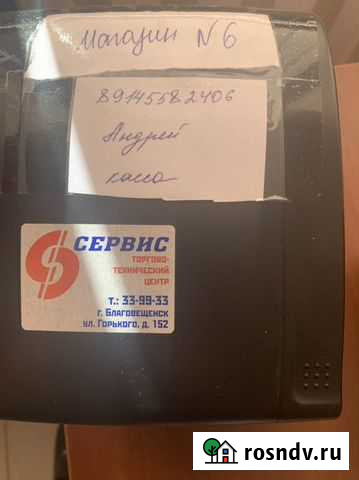 Магазин N 6
89145582406
Андрей
касса
СЕРВИС
ТОРГОВО-
ТЕХНИЧЕСКИЙ
ЦЕНТР
т.: 33-99-33
г. Благовещенск
ул. Горького, д. 152
rosndv.ru